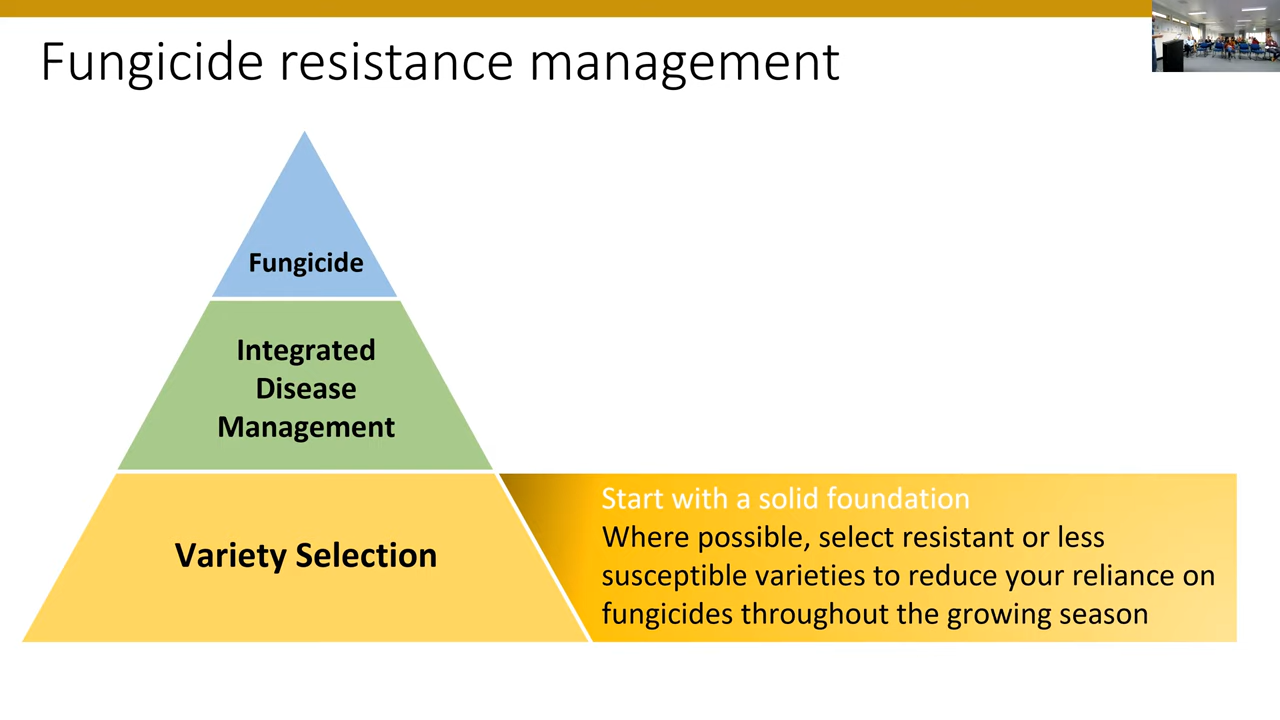 Fungicide resistance management
Fungicide
Integrated
Disease
Management
Variety Selection
Start with a solid foundation
Where possible, select resistant or less
susceptible varieties to reduce your reliance on
fungicides throughout the growing season